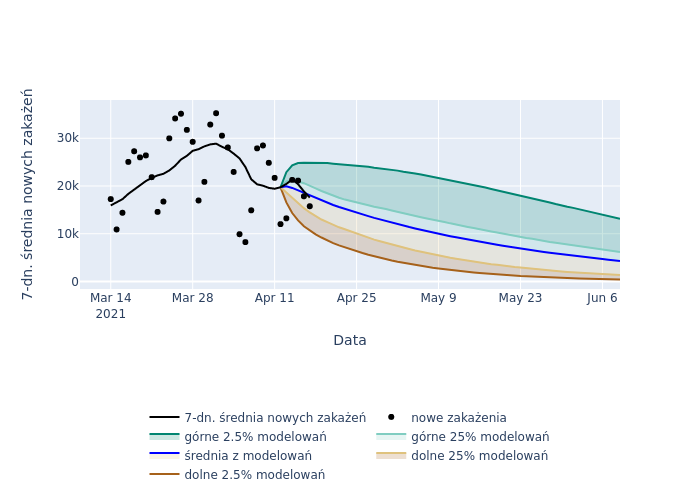 7-dn. średnia nowych zakażeń
30k
20k
10k
0
Mar 14
2021
Mar 28
Apr 11
Apr 25
May 9
May 23
Jun 6
Data
7-dn. średnia nowych zakażeń
nowe zakażenia
górne 2.5% modelowań
górne 25% modelowań
średnia z modelowań
dolne 25% modelowań
dolne 2.5% modelowań